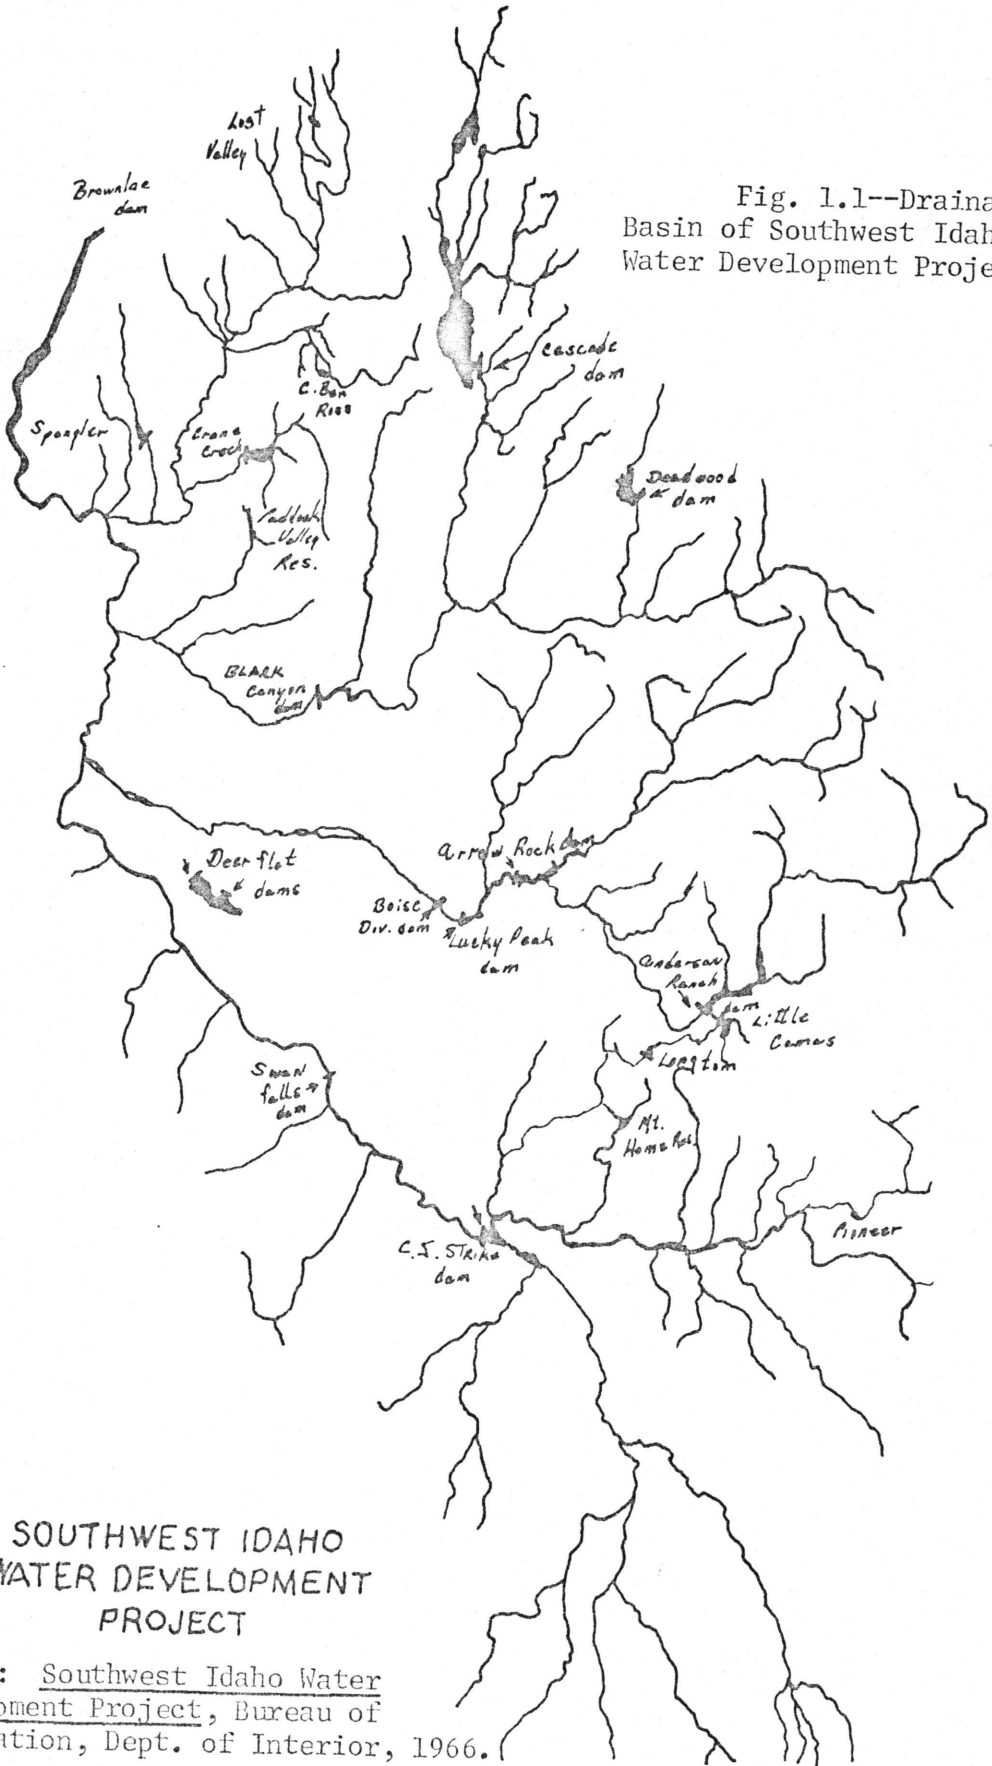 Lost
Valley
Brownlee
dam
Fig. 1.1--Draina
Basin of Southwest Idah
Water Development Proje
Cascade
dam
C. Ben
Ross
Spangler
Crane
Creek
Deadwood
dam
Paddock
Valley
Res.
BLACK
Canyon
dam
Arrow Rock dam
Deer flat
dams
Boise
Div. dam
Lucky Peak
dam
Anderson
Ranch
dam
Little
Camas
Longtom
Swan
falls
dam
Mt.
Home Res.
Pioneer
C.J. STrike
dam
SOUTHWEST IDAHO
WATER DEVELOPMENT
PROJECT
: Southwest Idaho Water
pment Project, Bureau of
ation, Dept. of Interior, 1966.